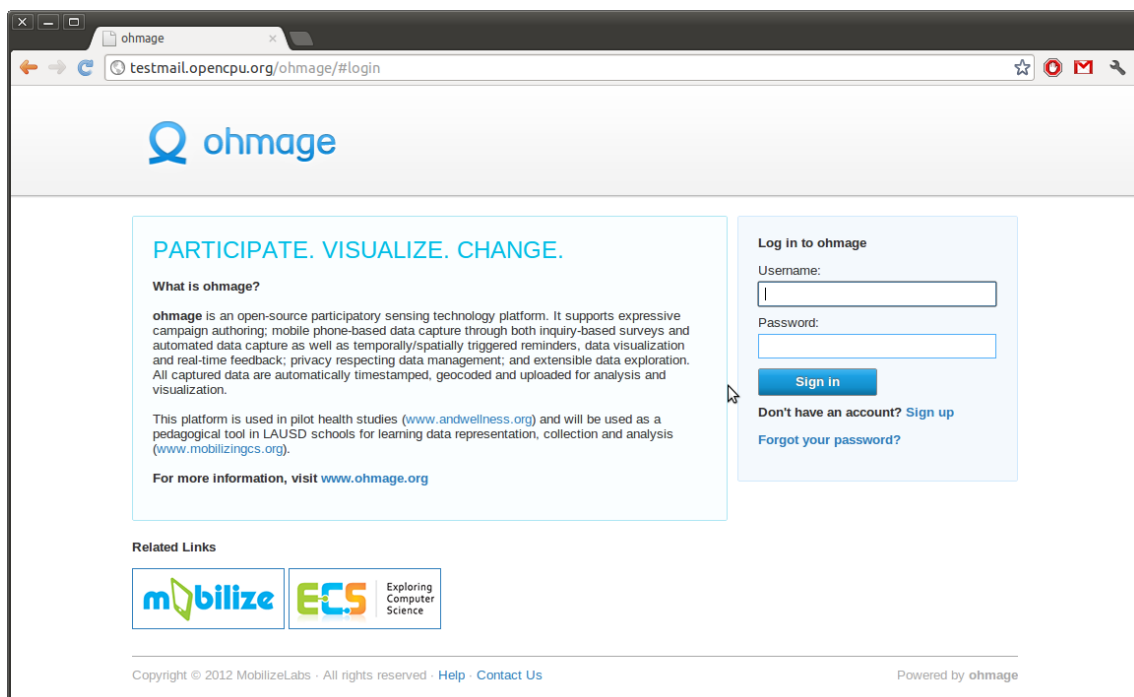 ohmage
testmail.opencpu.org/ohmage/#login
ohmage
PARTICIPATE. VISUALIZE. CHANGE.
What is ohmage?
ohmage is an open-source participatory sensing technology platform. It supports expressive
campaign authoring; mobile phone-based data capture through both inquiry-based surveys and
automated data capture as well as temporally/spatially triggered reminders, data visualization
and real-time feedback; privacy respecting data management; and extensible data exploration.
All captured data are automatically timestamped, geocoded and uploaded for analysis and
visualization.
This platform is used in pilot health studies (www.andwellness.org) and will be used as a
pedagogical tool in LAUSD schools for learning data representation, collection and analysis
(www.mobilizingcs.org).
For more information, visit www.ohmage.org
Log in to ohmage
Username:
Password:
Sign in
Don't have an account? Sign up
Forgot your password?
Related Links
mobilize
ECS
Exploring
Computer
Science
Copyright © 2012 MobilizeLabs · All rights reserved · Help · Contact Us
Powered by ohmage